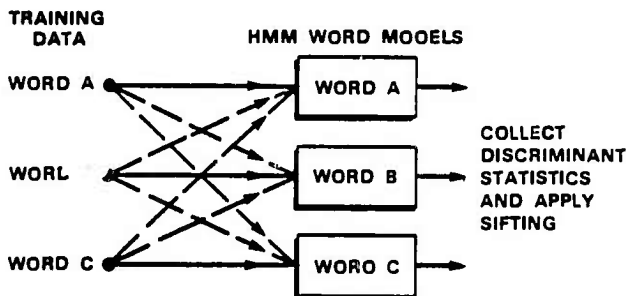 TRAINING
DATA
HMM WORD MOOELS
WORD A
WORD A
WORL
WORD B
WORD C
WORO C
COLLECT
DISCRIMINANT
STATISTICS
AND APPLY
SIFTING